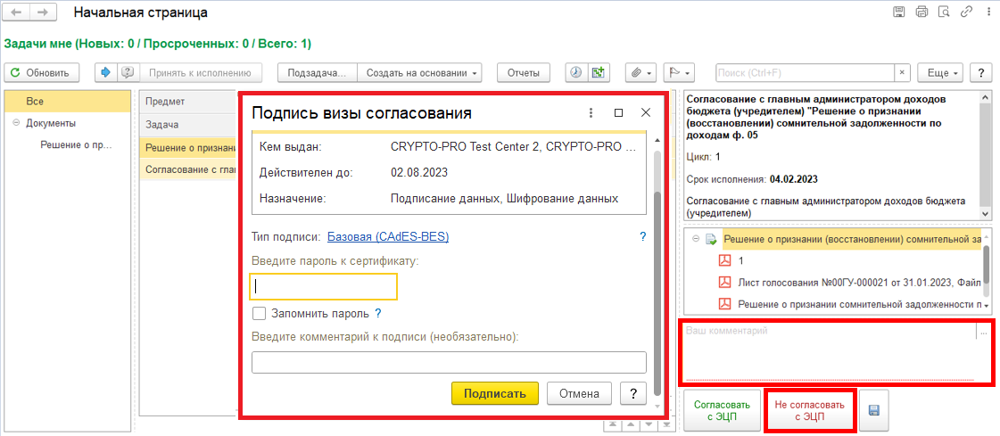 Начальная страница
Задачи мне (Новых: 0 / Просроченных: 0 / Всего: 1)
Обновить
Принять к исполнению
Подзадача...
Создать на основании
Отчеты
Поиск (Ctrl+F)
×
Еще
?
Все
Документы
Решение о пр...
Предмет
Задача
Решение о признан
Согласование с глав
Подпись визы согласования
Кем выдан: CRYPTO-PRO Test Center 2, CRYPTO-PRO ...
Действителен до: 02.08.2023
Назначение: Подписание данных, Шифрование данных
Тип подписи: Базовая (CAdES-BES) ?
Введите пароль к сертификату:
Запомнить пароль ?
Введите комментарий к подписи (необязательно):
Подписать
Отмена
?
Согласование с главным администратором доходов
бюджета (учредителем) "Решение о признании
(восстановлении) сомнительной задолженности по
доходам ф. 05
Цикл: 1
Срок исполнения: 04.02.2023
Согласование с главным администратором доходов бюджета
(учредителем)
Решение о признании (восстановлении) сомнительной за
1
Лист голосования №00ГУ-000021 от 31.01.2023, Файл
Решение о признании сомнительной задолженности п
Ваш комментарий
...
Согласовать
с ЭЦП
Не согласовать
с ЭЦП